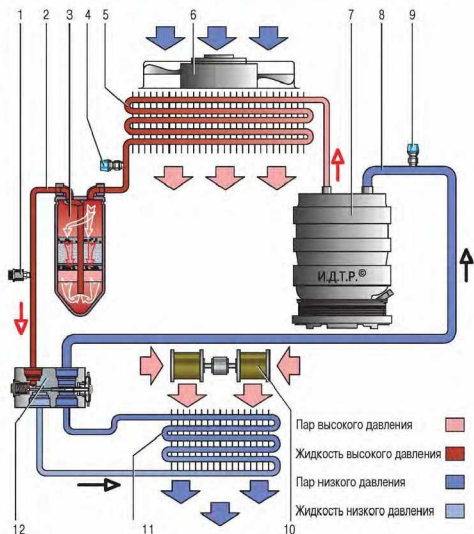 1 2 3 4 5 6 7 8 9
И.Д.Т.Р.©
Пар высокого давления
Жидкость высокого давления
Пар низкого давления
Жидкость низкого давления
12 11 10